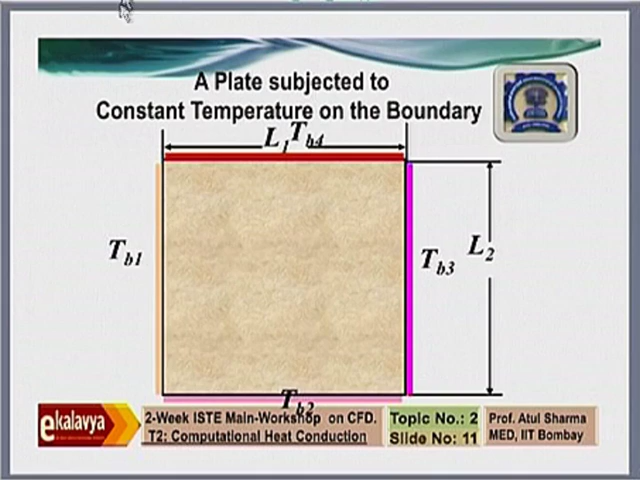 A Plate subjected to
Constant Temperature on the Boundary
L1 Tb4
Tb1
Tb3
L2
Tb2
ekalavya
2-Week ISTE Main-Workshop on CFD.
T2: Computational Heat Conduction
Topic No.: 2
Slide No: 11
Prof. Atul Sharma
MED, IIT Bombay